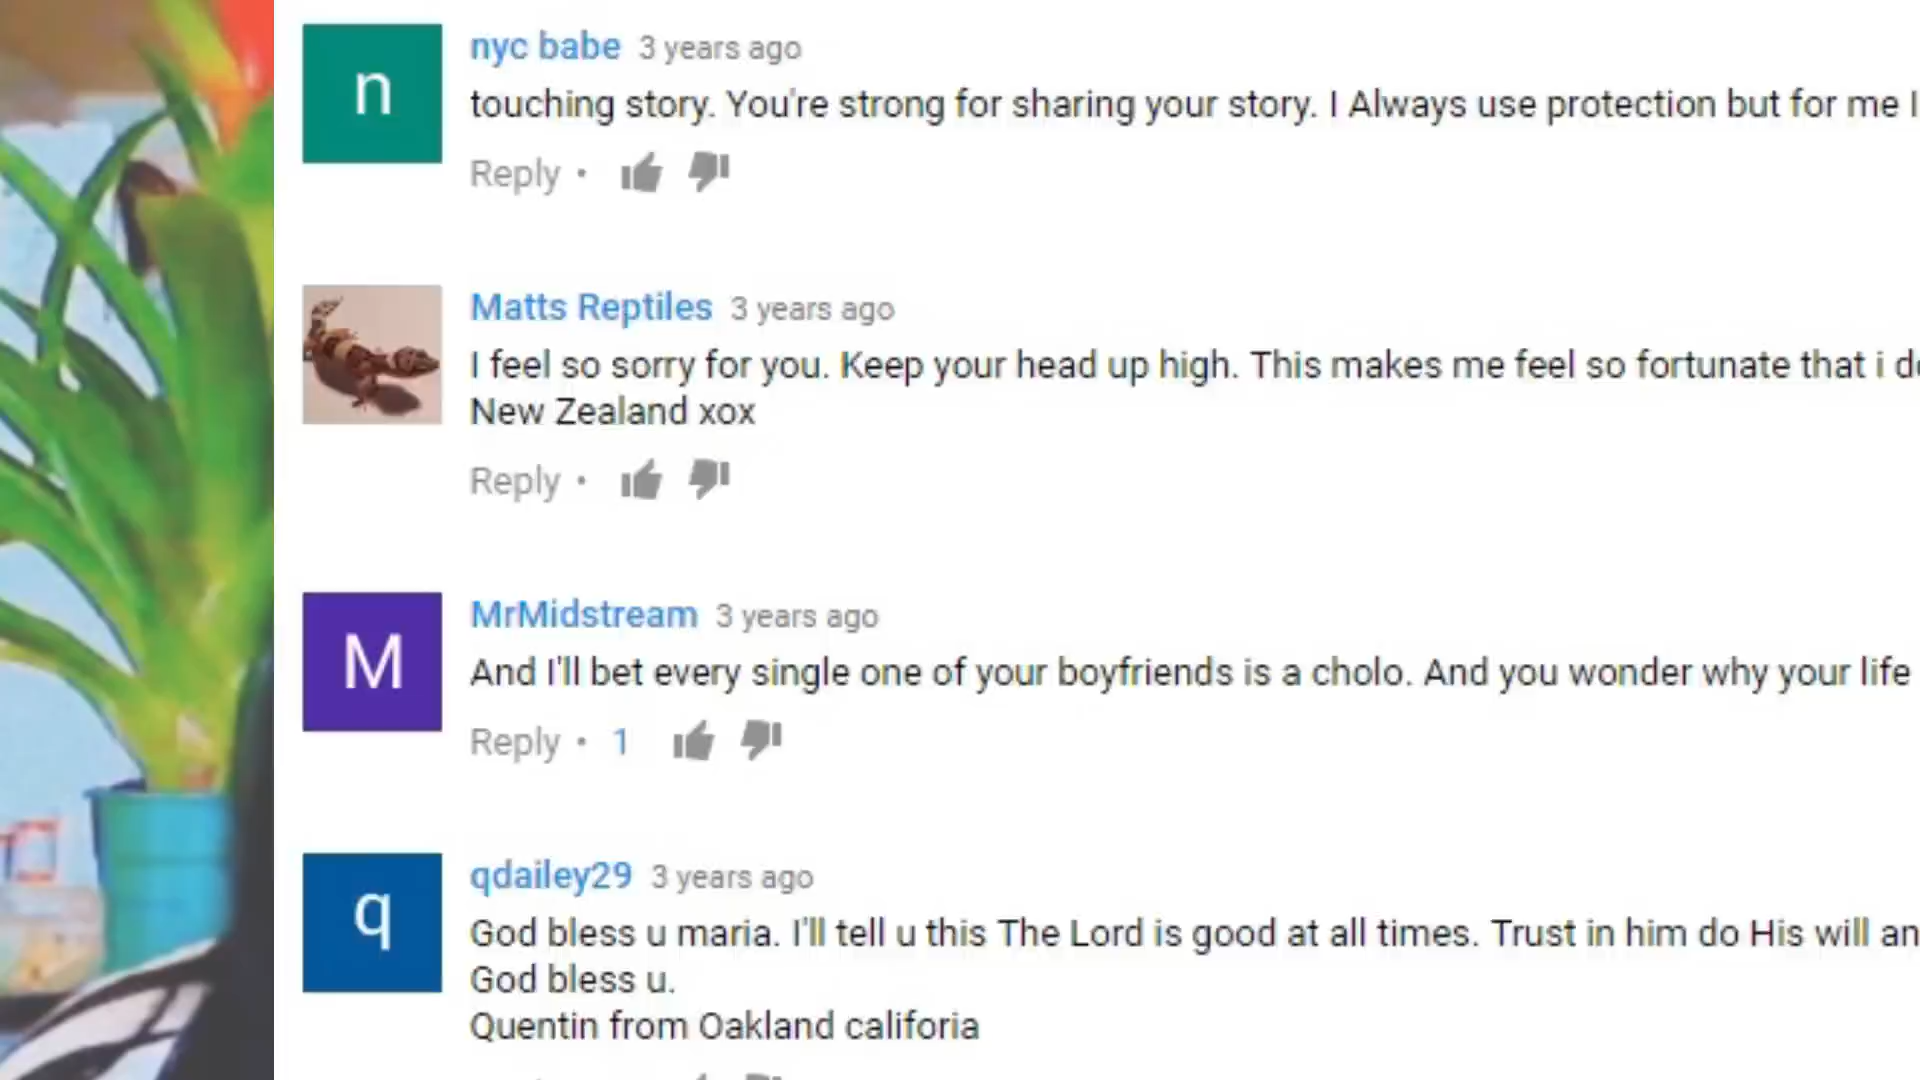 n
nyc babe 3 years ago
touching story. You're strong for sharing your story. I Always use protection but for me I
Reply •
Matts Reptiles 3 years ago
I feel so sorry for you. Keep your head up high. This makes me feel so fortunate that i
New Zealand xox
Reply •
M
MrMidstream 3 years ago
And I'll bet every single one of your boyfriends is a cholo. And you wonder why your life
Reply • 1
q
qdailey29 3 years ago
God bless u maria. I'll tell u this The Lord is good at all times. Trust in him do His will
God bless u.
Quentin from Oakland califoria